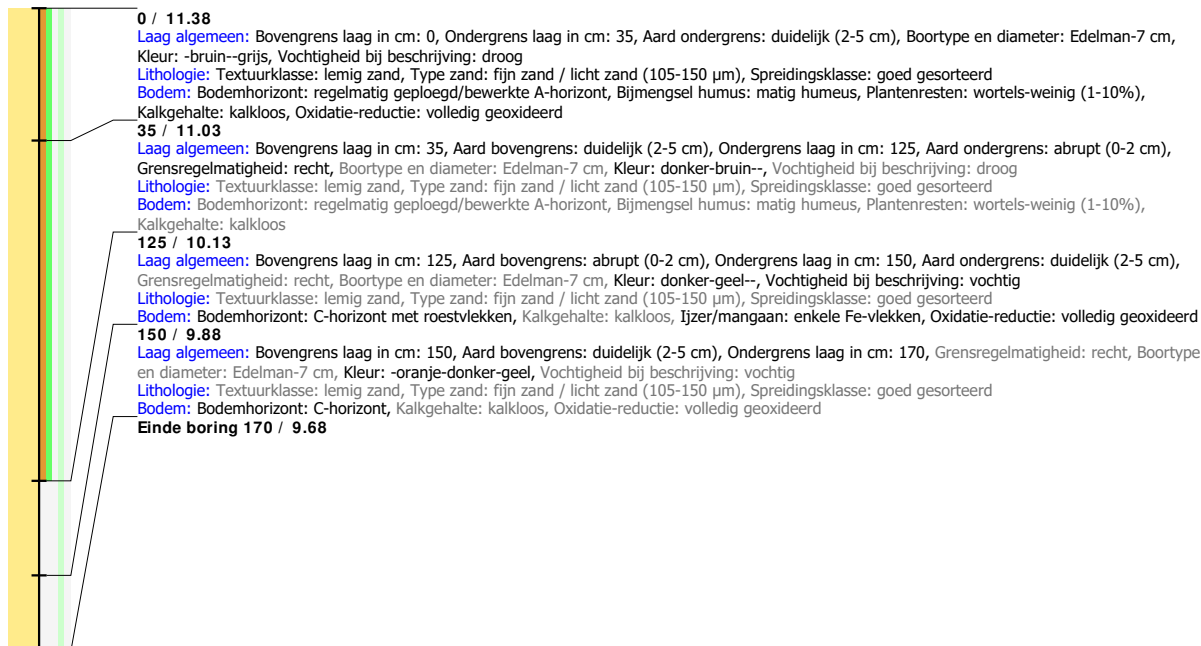 0 / 11.38
Laag algemeen: Bovengrens laag in cm: 0, Ondergrens laag in cm: 35, Aard ondergrens: duidelijk (2-5 cm), Boortype en diameter: Edelman-7 cm,
Kleur: -bruin--grijs, Vochtigheid bij beschrijving: droog
Lithologie: Textuurklasse: lemig zand, Type zand: fijn zand / licht zand (105-150 µm), Spreidingsklasse: goed gesorteerd
Bodem: Bodemhorizont: regelmatig geploegd/bewerkte A-horizont, Bijmengsel humus: matig humeus, Plantenresten: wortels-weinig (1-10%),
Kalkgehalte: kalkloos, Oxidatie-reductie: volledig geoxideerd
35 / 11.03
Laag algemeen: Bovengrens laag in cm: 35, Aard bovengrens: duidelijk (2-5 cm), Ondergrens laag in cm: 125, Aard ondergrens: abrupt (0-2 cm),
Grensregelmatigheid: recht, Boortype en diameter: Edelman-7 cm, Kleur: donker-bruin--, Vochtigheid bij beschrijving: droog
Lithologie: Textuurklasse: lemig zand, Type zand: fijn zand / licht zand (105-150 µm), Spreidingsklasse: goed gesorteerd
Bodem: Bodemhorizont: regelmatig geploegd/bewerkte A-horizont, Bijmengsel humus: matig humeus, Plantenresten: wortels-weinig (1-10%),
Kalkgehalte: kalkloos
125 / 10.13
Laag algemeen: Bovengrens laag in cm: 125, Aard bovengrens: abrupt (0-2 cm), Ondergrens laag in cm: 150, Aard ondergrens: duidelijk (2-5 cm),
Grensregelmatigheid: recht, Boortype en diameter: Edelman-7 cm, Kleur: donker-geel--, Vochtigheid bij beschrijving: vochtig
Lithologie: Textuurklasse: lemig zand, Type zand: fijn zand / licht zand (105-150 µm), Spreidingsklasse: goed gesorteerd
Bodem: Bodemhorizont: C-horizont met roestvlekken, Kalkgehalte: kalkloos, Ijzer/mangaan: enkele Fe-vlekken, Oxidatie-reductie: volledig geoxideerd
150 / 9.88
Laag algemeen: Bovengrens laag in cm: 150, Aard bovengrens: duidelijk (2-5 cm), Ondergrens laag in cm: 170, Grensregelmatigheid: recht, Boortype
en diameter: Edelman-7 cm, Kleur: -oranje-donker-geel, Vochtigheid bij beschrijving: vochtig
Lithologie: Textuurklasse: lemig zand, Type zand: fijn zand / licht zand (105-150 µm), Spreidingsklasse: goed gesorteerd
Bodem: Bodemhorizont: C-horizont, Kalkgehalte: kalkloos, Oxidatie-reductie: volledig geoxideerd
Einde boring 170 / 9.68